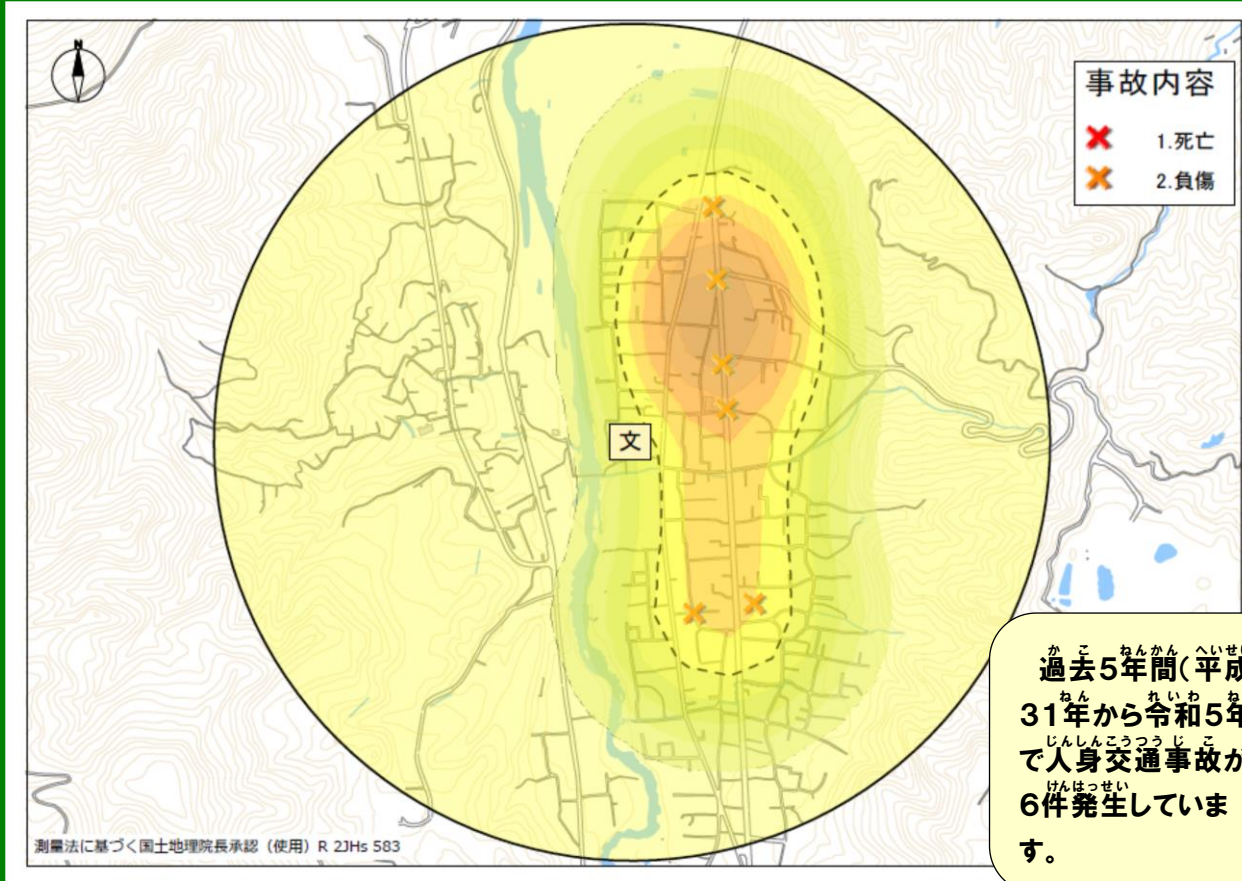 N
事故内容
1.死亡
2.負傷
文
過去5年間(平成
31年から令和5年
で人身交通事故が
6件発生していま
す。
測量法に基づく国土地理院長承認（使用）R 2JHs 583